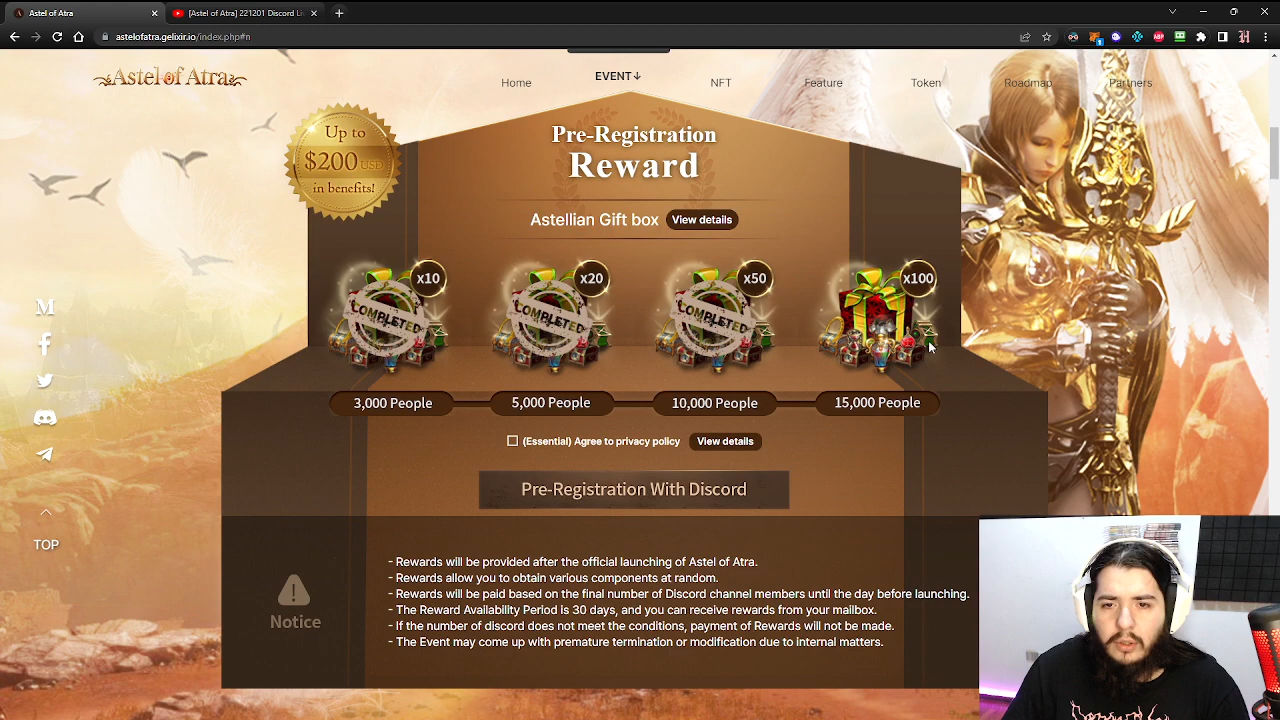 Astel of Atra
[Astel of Atra] 221201 Discord Li
astelofatra.gelixir.io/index.php#n
Astel of Atra
Home
EVENT↓
NFT
Feature
Token
Roadmap
Partners
Up to
$200 USD
in benefits!
Pre-Registration
Reward
Astellian Gift box
View details
x10
x20
x50
x100
COMPLETED
COMPLETED
COMPLETED
3,000 People
5,000 People
10,000 People
15,000 People
(Essential) Agree to privacy policy
View details
Pre-Registration With Discord
TOP
Notice
- Rewards will be provided after the official launching of Astel of Atra.
- Rewards allow you to obtain various components at random.
- Rewards will be paid based on the final number of Discord channel members until the day before launching.
- The Reward Availability Period is 30 days, and you can receive rewards from your mailbox.
- If the number of discord does not meet the conditions, payment of Rewards will not be made.
- The Event may come up with premature termination or modification due to internal matters.